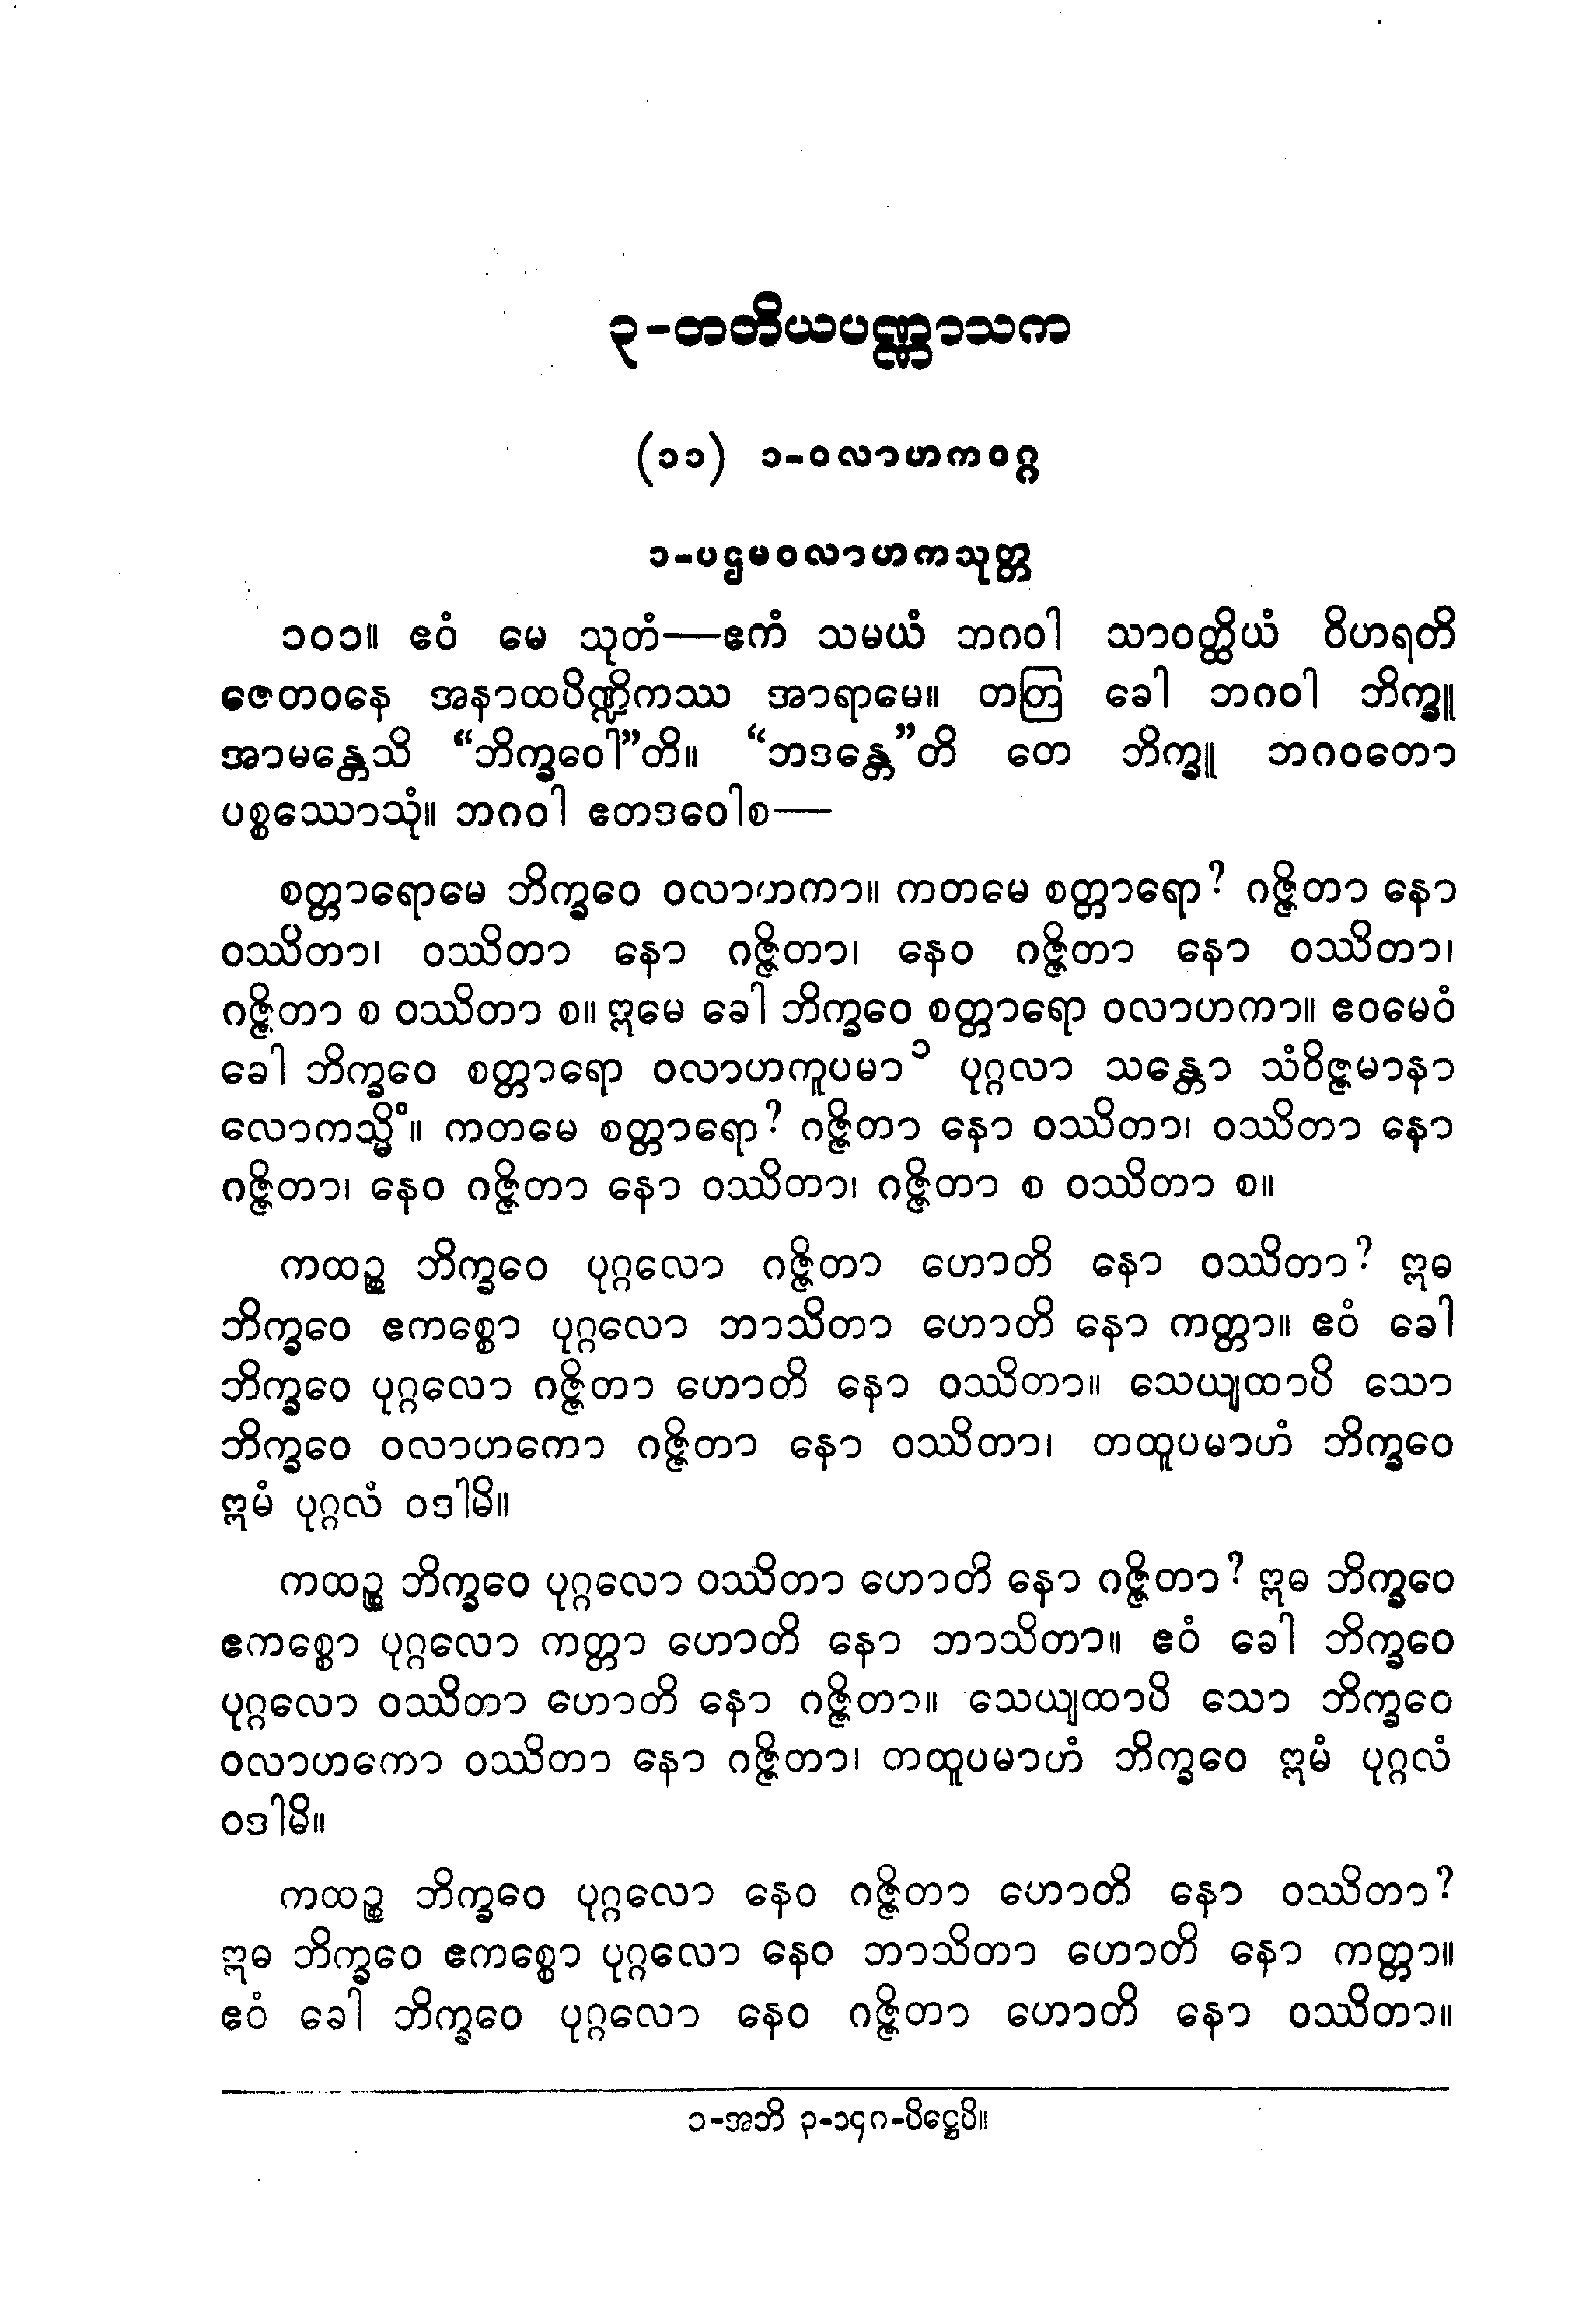 ၃-တတိယပဏ္ဏာသက
(၁၁) ၁-ဝလာဟကဝဂ္ဂ
၁-ပဌမဝလာဟကသုတ္တ
၁၀၁။ ဧဝံ မေ သုတံ—ဧကံ သမယံ ဘဂဝါ သာဝတ္ထိယံ ဝိဟရတိ
ဇေတဝနေ အနာထပိဏ္ဍိကဿ အာရာမေ။ တတြ ခေါ ဘဂဝါ ဘိက္ခူ
အာမန္တေသိ “ဘိက္ခဝေါ”တိ။ “ဘဒန္တေ”တိ တေ ဘိက္ခူ ဘဂဝတော
ပစ္စဿောသုံ။ ဘဂဝါ ဧတဒဝေါစ—
စတ္တာရောမေ ဘိက္ခဝေ ဝလာဟကာ။ ကတမေ စတ္တာရော? ဂဇ္ဇိတာ နော
ဝဿိတာ၊ ဝဿိတာ နော ဂဇ္ဇိတာ၊ နေဝ ဂဇ္ဇိတာ နော ဝဿိတာ၊
ဂဇ္ဇိတာ စ ဝဿိတာ စ။ ဣမေ ခေါ ဘိက္ခဝေ စတ္တာရော ဝလာဟကာ။ ဧဝမေဝံ
ခေါ ဘိက္ခဝေ စတ္တာရော ဝလာဟကူပမာ ၁ ပုဂ္ဂလာ သန္တော သံဝိဇ္ဇမာနာ
လောကသ္မိံ။ ကတမေ စတ္တာရော? ဂဇ္ဇိတာ နော ဝဿိတာ၊ ဝဿိတာ နော
ဂဇ္ဇိတာ၊ နေဝ ဂဇ္ဇိတာ နော ဝဿိတာ၊ ဂဇ္ဇိတာ စ ဝဿိတာ စ။
ကထဉ္စ ဘိက္ခဝေ ပုဂ္ဂလော ဂဇ္ဇိတာ ဟောတိ နော ဝဿိတာ? ဣဓ
ဘိက္ခဝေ ဧကစ္စော ပုဂ္ဂလော ဘာသိတာ ဟောတိ နော ကတ္တာ။ ဧဝံ ခေါ
ဘိက္ခဝေ ပုဂ္ဂလော ဂဇ္ဇိတာ ဟောတိ နော ဝဿိတာ။ သေယျထာပိ သော
ဘိက္ခဝေ ဝလာဟကော ဂဇ္ဇိတာ နော ဝဿိတာ၊ တထူပမာဟံ ဘိက္ခဝေ
ဣမံ ပုဂ္ဂလံ ဝဒါမိ။
ကထဉ္စ ဘိက္ခဝေ ပုဂ္ဂလော ဝဿိတာ ဟောတိ နော ဂဇ္ဇိတာ? ဣဓ ဘိက္ခဝေ
ဧကစ္စော ပုဂ္ဂလော ကတ္တာ ဟောတိ နော ဘာသိတာ။ ဧဝံ ခေါ ဘိက္ခဝေ
ပုဂ္ဂလော ဝဿိတာ ဟောတိ နော ဂဇ္ဇိတာ။ သေယျထာပိ သော ဘိက္ခဝေ
ဝလာဟကော ဝဿိတာ နော ဂဇ္ဇိတာ၊ တထူပမာဟံ ဘိက္ခဝေ ဣမံ ပုဂ္ဂလံ
ဝဒါမိ။
ကထဉ္စ ဘိက္ခဝေ ပုဂ္ဂလော နေဝ ဂဇ္ဇိတာ ဟောတိ နော ဝဿိတာ?
ဣဓ ဘိက္ခဝေ ဧကစ္စော ပုဂ္ဂလော နေဝ ဘာသိတာ ဟောတိ နော ကတ္တာ။
ဧဝံ ခေါ ဘိက္ခဝေ ပုဂ္ဂလော နေဝ ဂဇ္ဇိတာ ဟောတိ နော ဝဿိတာ။
၁-အဘိ ၃-၁၄ဂ-ပိဋ္ဌေပိ။